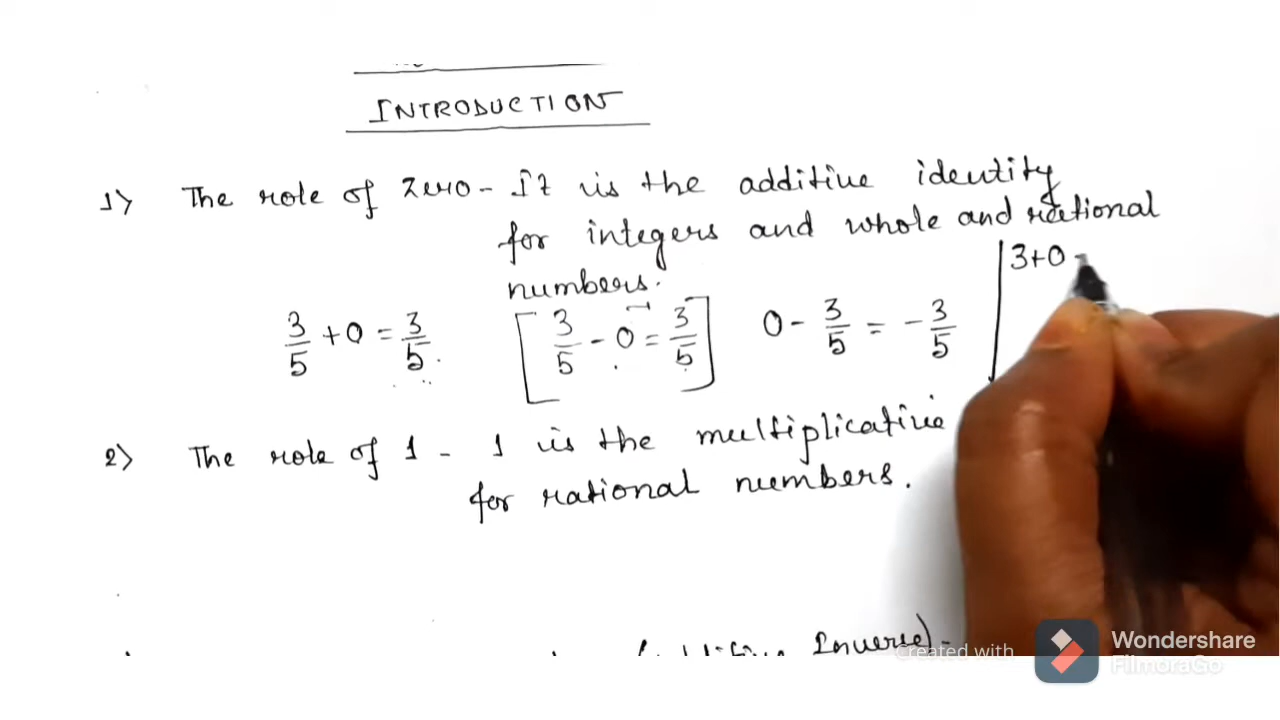 INTRODUCTION
1> The role of zero - It is the additive identity
for integers and whole and rational
numbers.
3/5 + 0 = 3/5. [3/5 - 0 = 3/5] 0 - 3/5 = - 3/5 | 3+0 -
2> The role of 1 - 1 is the multiplicative
for rational numbers.
Inverse) -
Created with
Wondershare
FilmoraGo